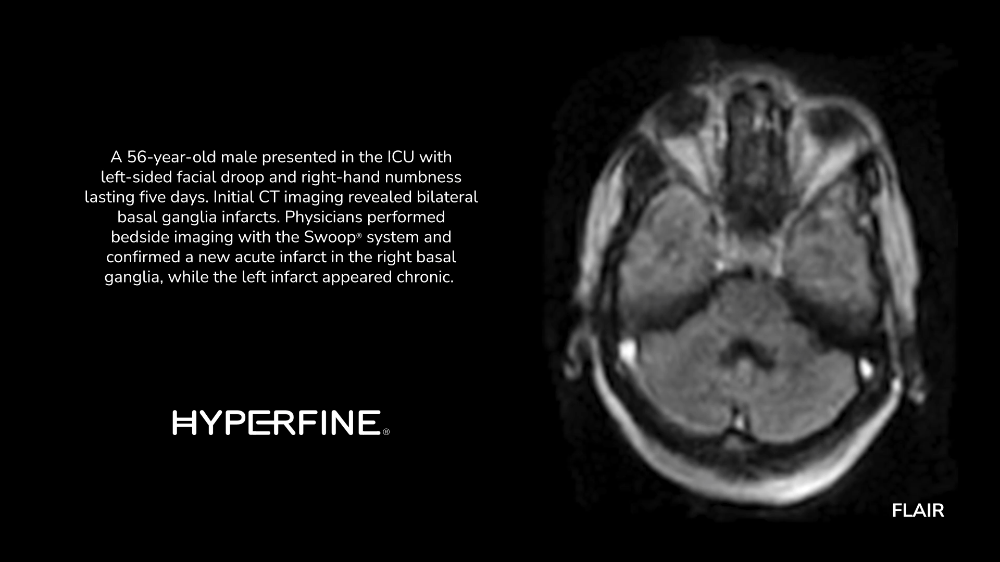 A 56-year-old male presented in the ICU with
left-sided facial droop and right-hand numbness
lasting five days. Initial CT imaging revealed bilateral
basal ganglia infarcts. Physicians performed
bedside imaging with the Swoop® system and
confirmed a new acute infarct in the right basal
ganglia, while the left infarct appeared chronic.
HYPERFINE®
FLAIR